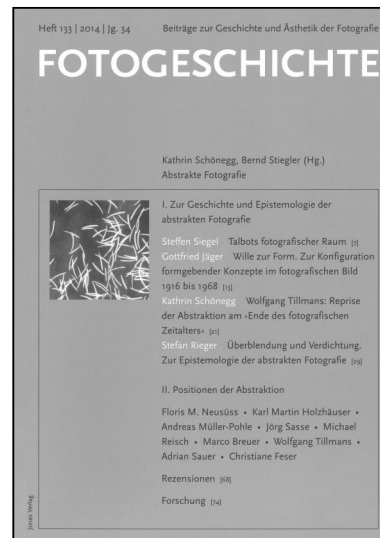 Heft 133 | 2014 | Jg. 34
Beiträge zur Geschichte und Ästhetik der Fotografie
FOTOGESCHICHTE
Kathrin Schönegg, Bernd Stiegler (Hg.)
Abstrakte Fotografie
I. Zur Geschichte und Epistemologie der
abstrakten Fotografie
Steffen Siegel Talbots fotografischer Raum [7]
Gottfried Jäger Wille zur Form. Zur Konfiguration
formgebender Konzepte im fotografischen Bild
1916 bis 1968 [13]
Kathrin Schönegg Wolfgang Tillmans: Reprise
der Abstraktion am ›Ende des fotografischen
Zeitalters‹ [21]
Stefan Rieger Überblendung und Verdichtung.
Zur Epistemologie der abstrakten Fotografie [29]
II. Positionen der Abstraktion
Floris M. Neusüss • Karl Martin Holzhäuser •
Andreas Müller-Pohle • Jörg Sasse • Michael
Reisch • Marco Breuer • Wolfgang Tillmans •
Adrian Sauer • Christiane Feser
Rezensionen [68]
Forschung [74]
Jonas Verlag